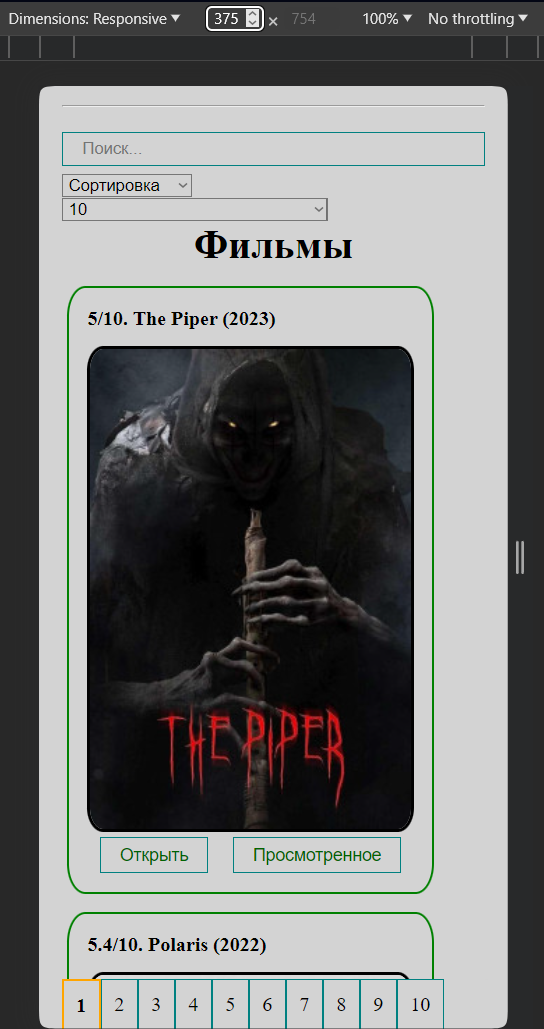 Dimensions: Responsive 375 × 754 100% No throttling
Поиск...
Сортировка
10
Фильмы
5/10. The Piper (2023)
THE PIPER
Открыть Просмотренное
5.4/10. Polaris (2022)
1 2 3 4 5 6 7 8 9 10